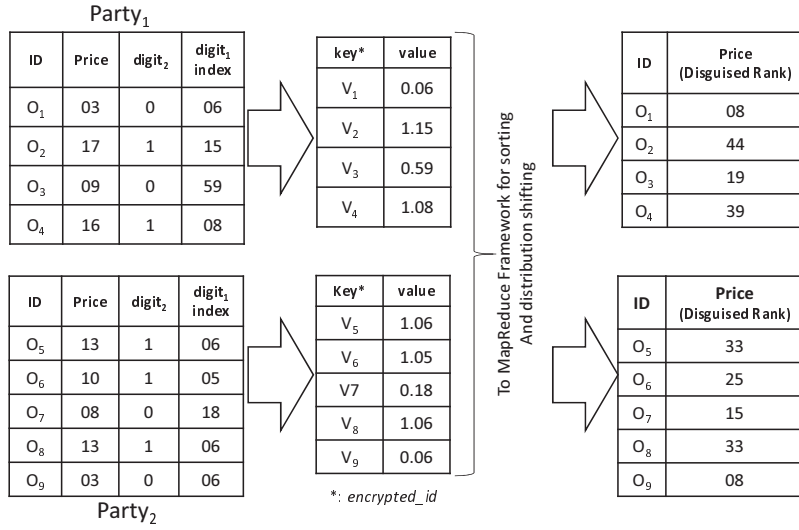 Party₁
ID Price digit₂ digit₁ index
O₁ 03 0 06
O₂ 17 1 15
O₃ 09 0 59
O₄ 16 1 08
key* value
V₁ 0.06
V₂ 1.15
V₃ 0.59
V₄ 1.08
ID Price (Disguised Rank)
O₁ 08
O₂ 44
O₃ 19
O₄ 39
To MapReduce Framework for sorting
And distribution shifting
ID Price digit₂ digit₁ index
O₅ 13 1 06
O₆ 10 1 05
O₇ 08 0 18
O₈ 13 1 06
O₉ 03 0 06
Party₂
Key* value
V₅ 1.06
V₆ 1.05
V7 0.18
V₈ 1.06
V₉ 0.06
*: encrypted_id
ID Price (Disguised Rank)
O₅ 33
O₆ 25
O₇ 15
O₈ 33
O₉ 08